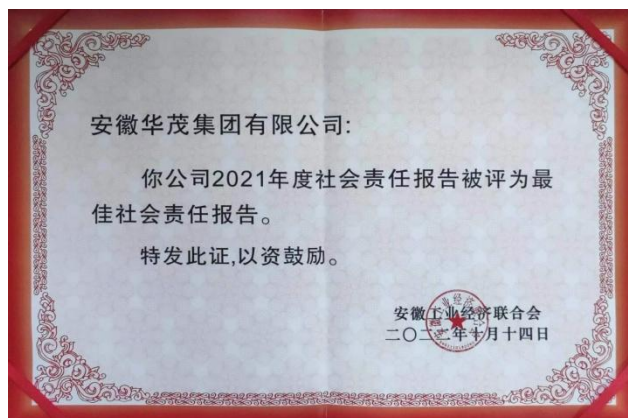 安徽华茂集团有限公司:
你公司2021年度社会责任报告被评为最
佳社会责任报告。
特发此证,以资鼓励。
安徽工业经济联合会
二〇二二年十月十四日